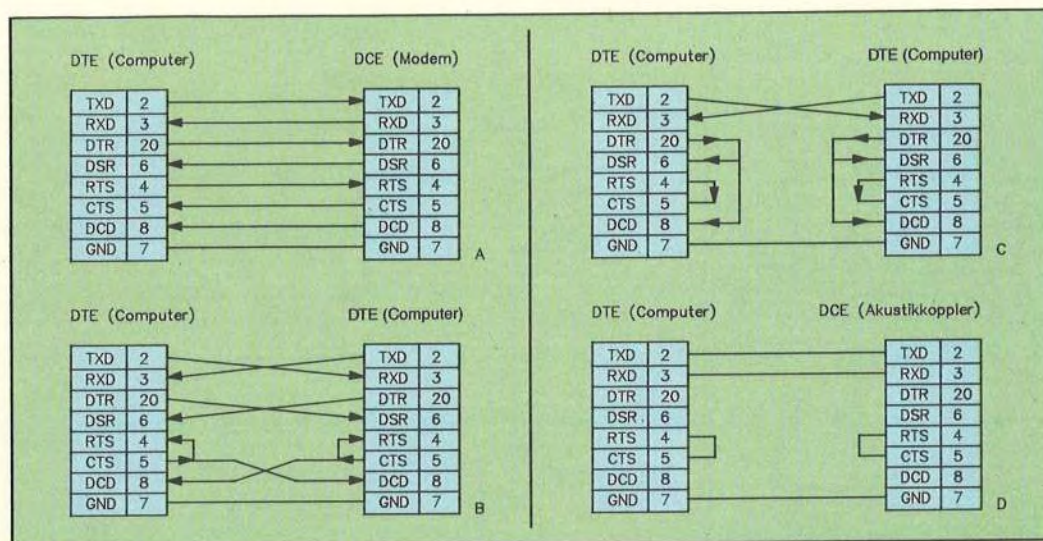 DTE (Computer) DCE (Modem)
TXD 2 TXD 2
RXD 3 RXD 3
DTR 20 DTR 20
DSR 6 DSR 6
RTS 4 RTS 4
CTS 5 CTS 5
DCD 8 DCD 8
GND 7 GND 7
A
DTE (Computer) DTE (Computer)
TXD 2 TXD 2
RXD 3 RXD 3
DTR 20 DTR 20
DSR 6 DSR 6
RTS 4 RTS 4
CTS 5 CTS 5
DCD 8 DCD 8
GND 7 GND 7
B
DTE (Computer) DTE (Computer)
TXD 2 TXD 2
RXD 3 RXD 3
DTR 20 DTR 20
DSR 6 DSR 6
RTS 4 RTS 4
CTS 5 CTS 5
DCD 8 DCD 8
GND 7 GND 7
C
DTE (Computer) DCE (Akustikkoppler)
TXD 2 TXD 2
RXD 3 RXD 3
DTR 20 DTR 20
DSR 6 DSR 6
RTS 4 RTS 4
CTS 5 CTS 5
DCD 8 DCD 8
GND 7 GND 7
D